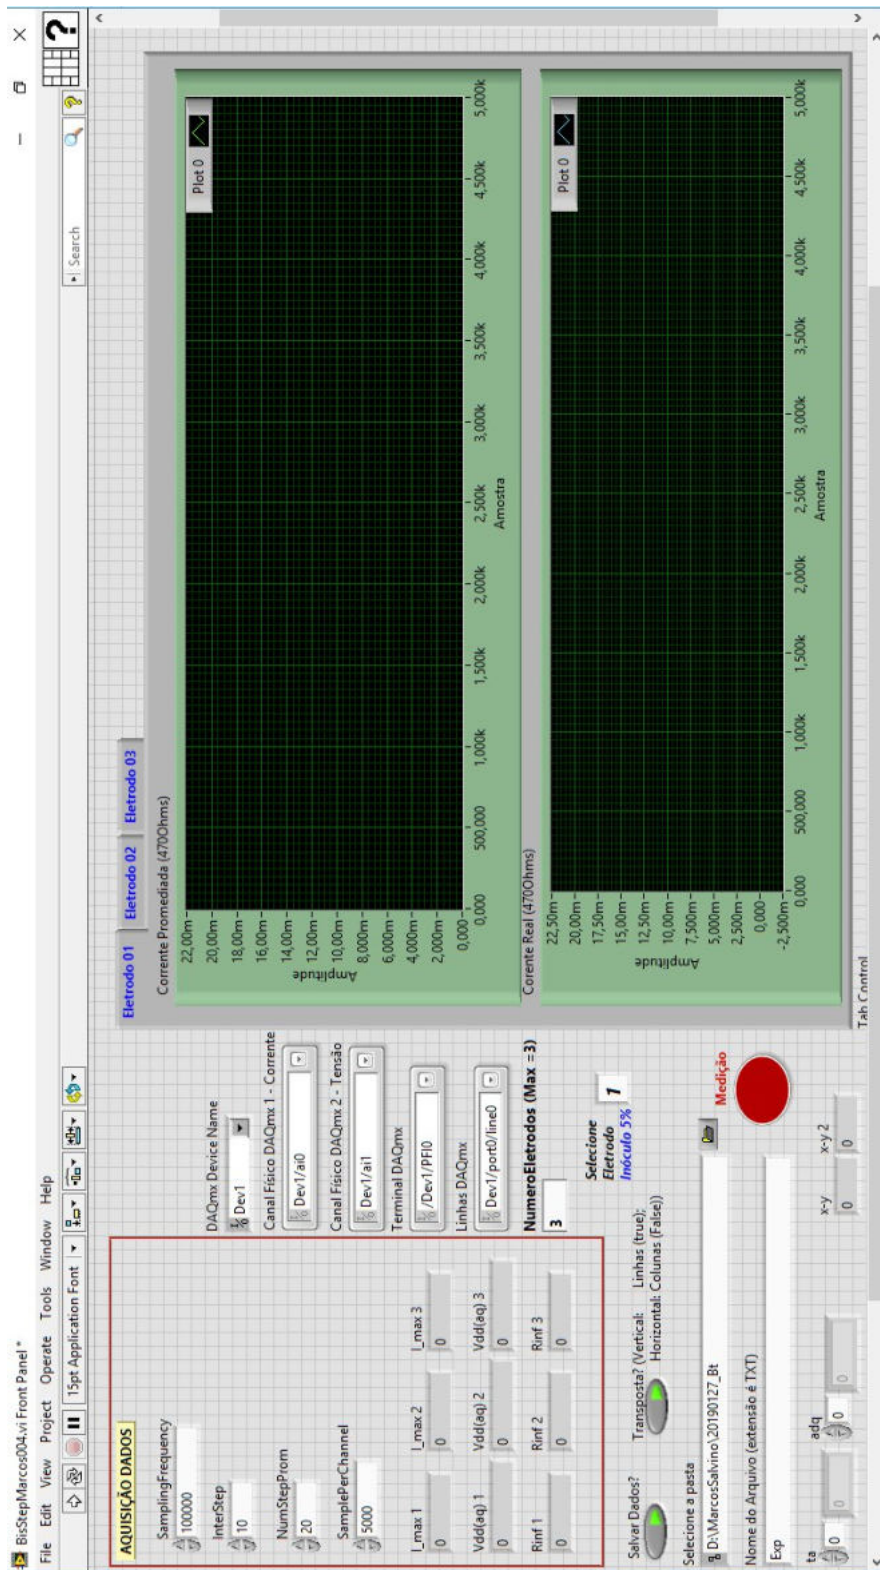 BisStepMarcos004.vi Front Panel *
File Edit View Project Operate Tools Window Help
15pt Application Font
Search
AQUISIÇÃO DADOS
SamplingFrequency
100000
InterStep
10
NumStepProm
20
SamplePerChannel
5000
I_max 1 I_max 2 I_max 3
0 0 0
Vdd(aq) 1 Vdd(aq) 2 Vdd(aq) 3
0 0 0
Rinf 1 Rinf 2 Rinf 3
0 0 0
DAQmx Device Name
Dev1
Canal Físico DAQmx 1 - Corrente
Dev1/ai0
Canal Físico DAQmx 2 - Tensão
Dev1/ai1
Terminal DAQmx
/Dev1/PFI0
Linhas DAQmx
Dev1/port0/line0
NumeroEletrodos (Max =3)
3
Selecione
Eletrodo
1
Inóculo 5%
Salvar Dados?
Transposta? (Vertical: Linhas (true);
Horizontal: Colunas (False))
Selecione a pasta
D:\MarcosSalvino\20190127_Bt
Nome do Arquivo (extensão é TXT)
Exp
Medição
ta adq x-y x-y 2
0 0 0 0 0 0
Eletrodo 01 Eletrodo 02 Eletrodo 03
Corrente Promediada (470Ohms)
Plot 0
22,00m
20,00m
18,00m
16,00m
14,00m
12,00m
10,00m
8,000m
6,000m
4,000m
2,000m
0,000
Amplitude
0,000 500,000 1,000k 1,500k 2,000k 2,500k 3,000k 3,500k 4,000k 4,500k 5,000k
Amostra
Corente Real (470Ohms)
Plot 0
22,50m
20,00m
17,50m
15,00m
12,50m
10,00m
7,500m
5,000m
2,500m
0,000
-2,500m
Amplitude
0,000 500,000 1,000k 1,500k 2,000k 2,500k 3,000k 3,500k 4,000k 4,500k 5,000k
Amostra
Tab Control